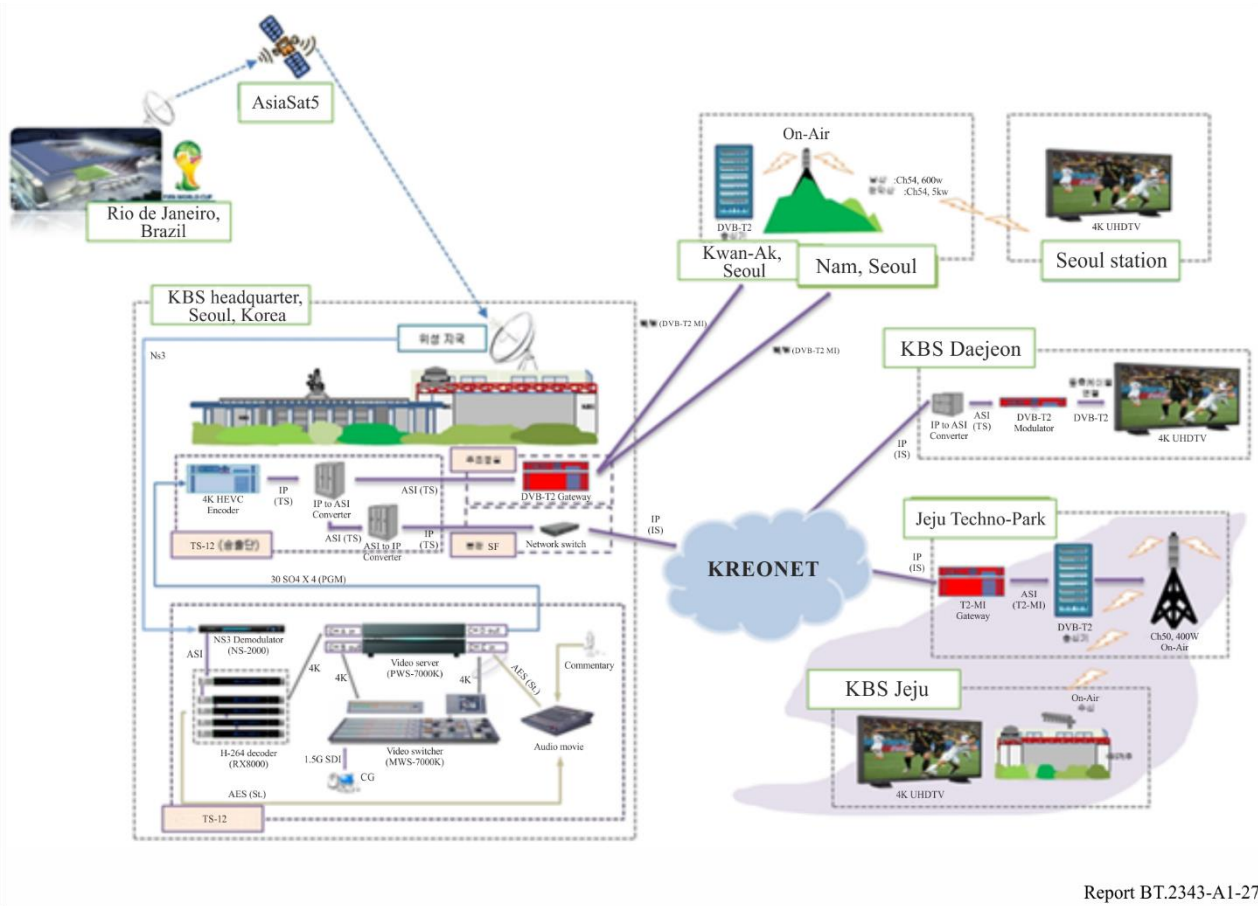 AsiaSat5
FIFA WORLD CUP
Rio de Janeiro,
Brazil
On-Air
:Ch54, 600w
:Ch54, 5kw
DVB-T2
4K UHDTV
Kwan-Ak,
Seoul
Nam, Seoul
Seoul station
KBS headquarter,
Seoul, Korea
위성 지국
Ns3
(DVB-T2 MI)
(DVB-T2 MI)
KBS Daejeon
IP to ASI
Converter
ASI
(TS)
DVB-T2
Modulator
DVB-T2
4K UHDTV
IP
(IS)
4K HEVC
Encoder
IP
(TS)
IP to ASI
Converter
ASI (TS)
DVB-T2 Gateway
ASI (TS)
ASI to IP
Converter
IP
(TS)
SF
Network switch
IP
(IS)
TS-12
KREONET
Jeju Techno-Park
IP
(IS)
T2-MI
Gateway
ASI
(T2-MI)
DVB-T2
Ch50, 400W
On-Air
30 SO4 X 4 (PGM)
NS3 Demodulator
(NS-2000)
ASI
4K
4K
Video server
(PWS-7000K)
4K
AES (St.)
Commentary
H-264 decoder
(RX8000)
1.5G SDI
CG
Video switcher
(MWS-7000K)
Audio movie
AES (St.)
TS-12
KBS Jeju
On-Air
4K UHDTV
Report BT.2343-A1-27